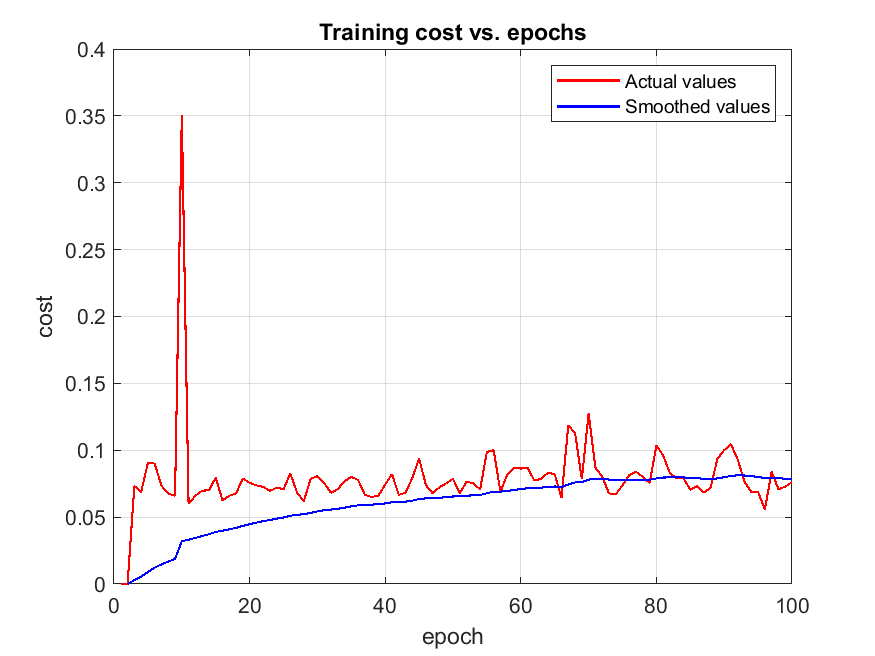 Training cost vs. epochs
0.4
0.35
0.3
0.25
0.2
0.15
0.1
0.05
0
cost
Actual values
Smoothed values
0 20 40 60 80 100
epoch